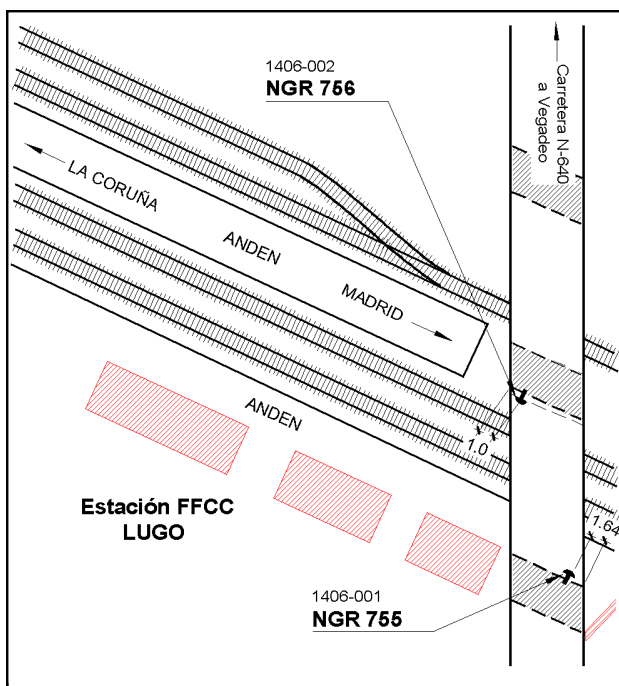 1406-002
NGR 756
Carretera N-640
a Vegadeo
LA CORUÑA
ANDEN
MADRID
ANDEN
1.0
Estación FFCC
LUGO
1.64
1406-001
NGR 755